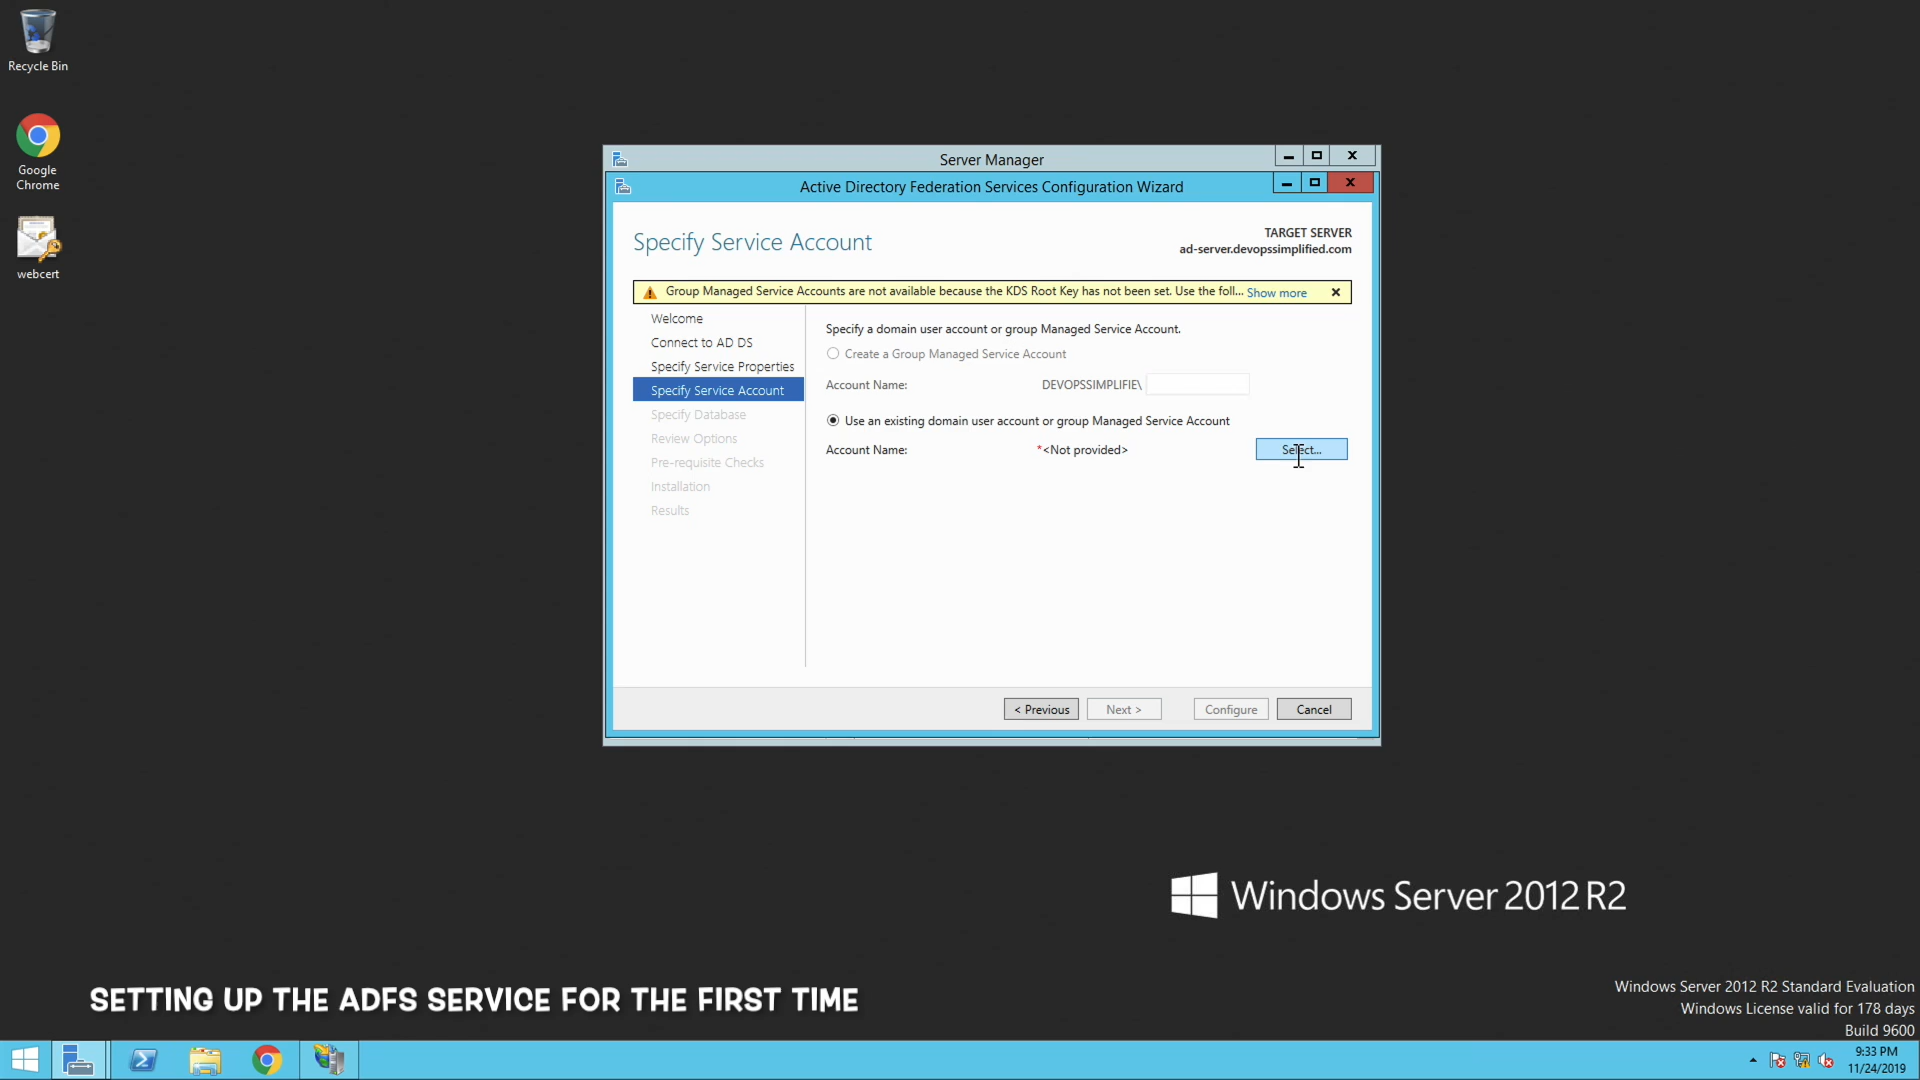 Recycle Bin
Google
Chrome
webcert
Server Manager
Active Directory Federation Services Configuration Wizard
Specify Service Account
TARGET SERVER
ad-server.devopssimplified.com
Group Managed Service Accounts are not available because the KDS Root Key has not been set. Use the foll... Show more
Welcome
Connect to AD DS
Specify Service Properties
Specify Service Account
Specify Database
Review Options
Pre-requisite Checks
Installation
Results
Specify a domain user account or group Managed Service Account.
Create a Group Managed Service Account
Account Name: DEVOPSSIMPLIFIE\
Use an existing domain user account or group Managed Service Account
Account Name: *<Not provided> Select...
< Previous Next > Configure Cancel
Windows Server 2012 R2
SETTING UP THE ADFS SERVICE FOR THE FIRST TIME
Windows Server 2012 R2 Standard Evaluation
Windows License valid for 178 days
Build 9600
9:33 PM
11/24/2019